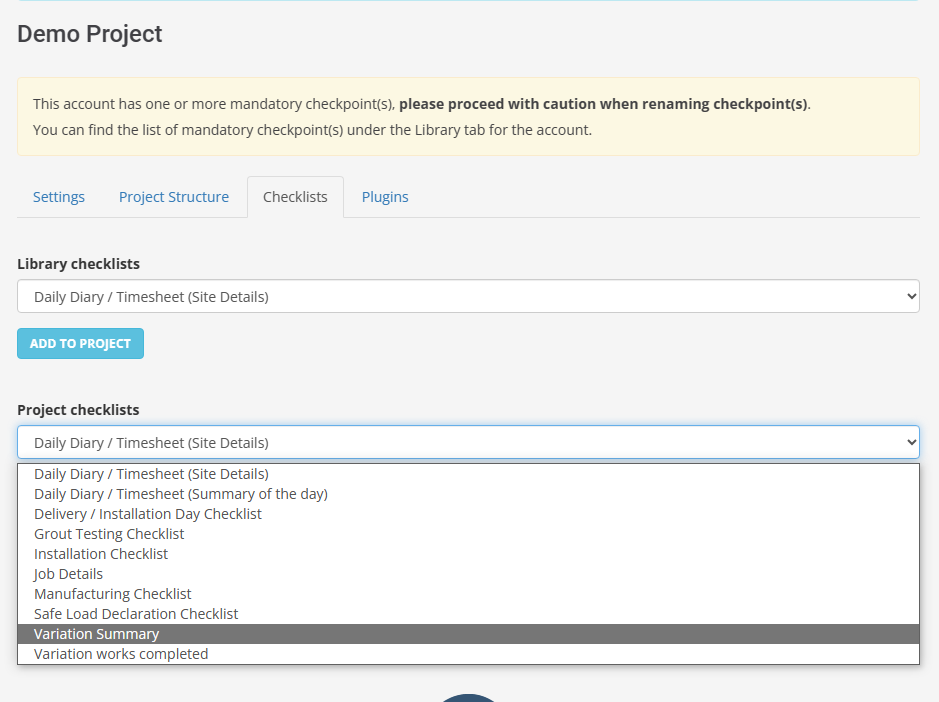 Demo Project
This account has one or more mandatory checkpoint(s), please proceed with caution when renaming checkpoint(s).
You can find the list of mandatory checkpoint(s) under the Library tab for the account.
Settings Project Structure Checklists Plugins
Library checklists
Daily Diary / Timesheet (Site Details)
ADD TO PROJECT
Project checklists
Daily Diary / Timesheet (Site Details)
Daily Diary / Timesheet (Site Details)
Daily Diary / Timesheet (Summary of the day)
Delivery / Installation Day Checklist
Grout Testing Checklist
Installation Checklist
Job Details
Manufacturing Checklist
Safe Load Declaration Checklist
Variation Summary
Variation works completed